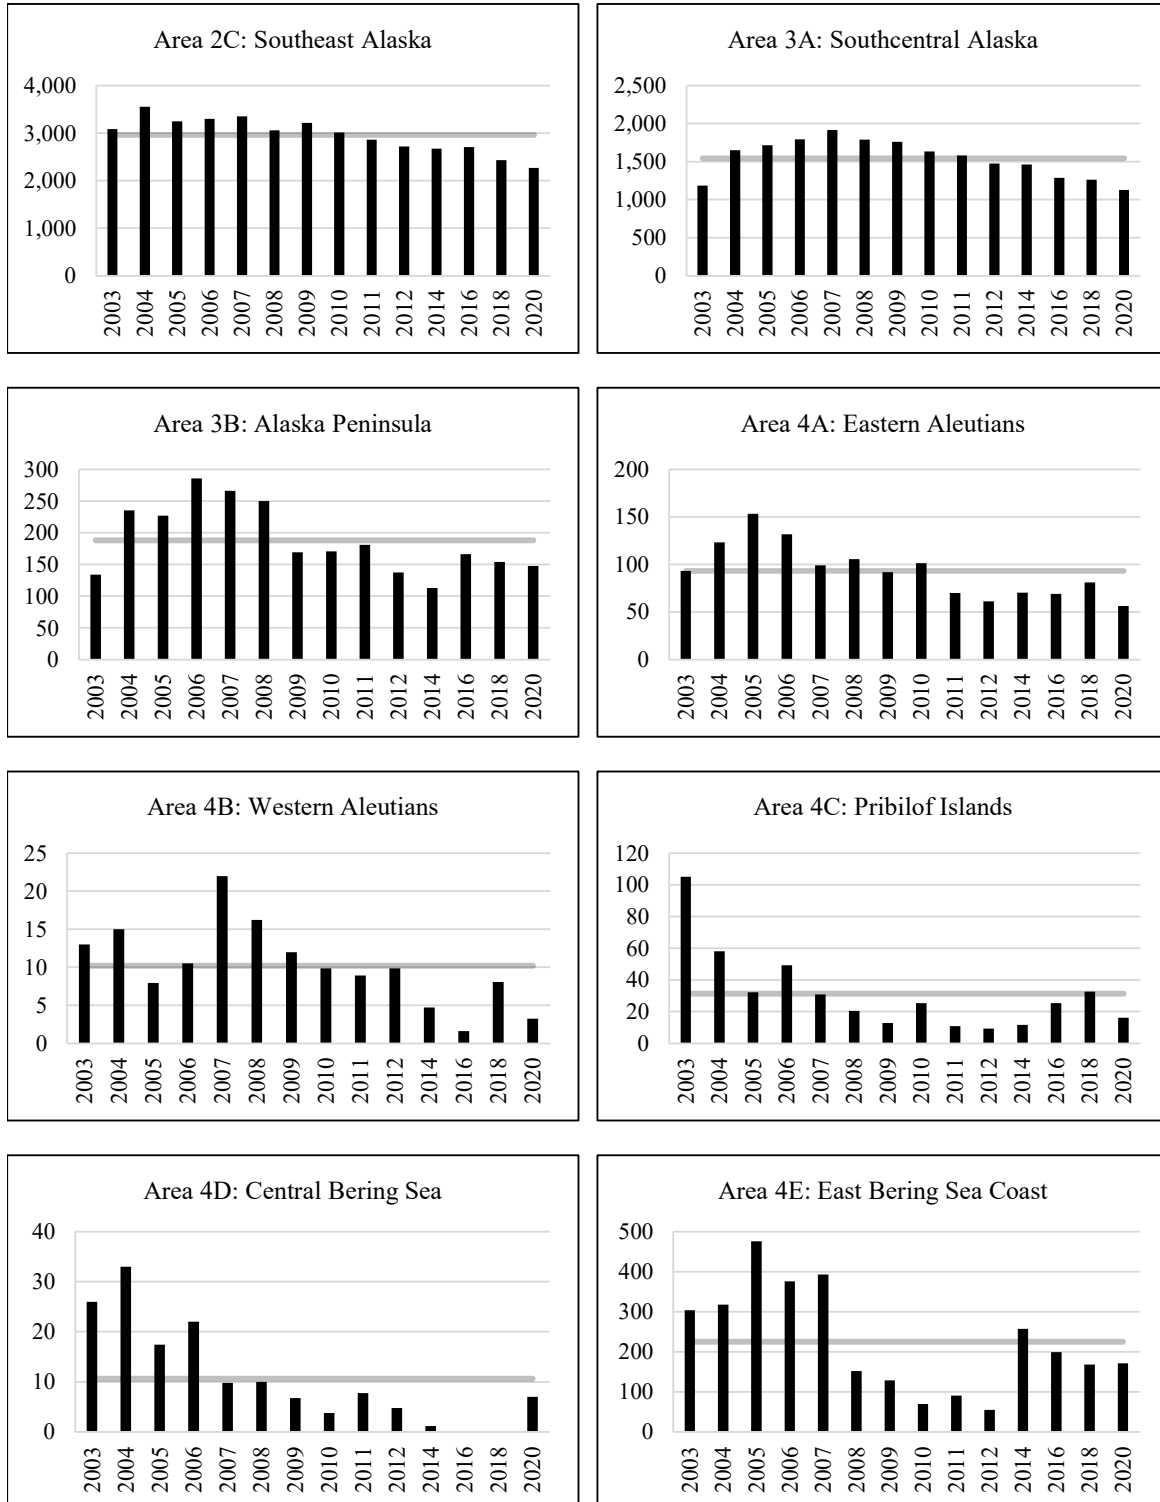 Area 2C: Southeast Alaska
4,000
3,000
2,000
1,000
0
2003 2004 2005 2006 2007 2008 2009 2010 2011 2012 2014 2016 2018 2020
Area 3A: Southcentral Alaska
2,500
2,000
1,500
1,000
500
0
2003 2004 2005 2006 2007 2008 2009 2010 2011 2012 2014 2016 2018 2020
Area 3B: Alaska Peninsula
300
250
200
150
100
50
0
2003 2004 2005 2006 2007 2008 2009 2010 2011 2012 2014 2016 2018 2020
Area 4A: Eastern Aleutians
200
150
100
50
0
2003 2004 2005 2006 2007 2008 2009 2010 2011 2012 2014 2016 2018 2020
Area 4B: Western Aleutians
25
20
15
10
5
0
2003 2004 2005 2006 2007 2008 2009 2010 2011 2012 2014 2016 2018 2020
Area 4C: Pribilof Islands
120
100
80
60
40
20
0
2003 2004 2005 2006 2007 2008 2009 2010 2011 2012 2014 2016 2018 2020
Area 4D: Central Bering Sea
40
30
20
10
0
2003 2004 2005 2006 2007 2008 2009 2010 2011 2012 2014 2016 2018 2020
Area 4E: East Bering Sea Coast
500
400
300
200
100
0
2003 2004 2005 2006 2007 2008 2009 2010 2011 2012 2014 2016 2018 2020